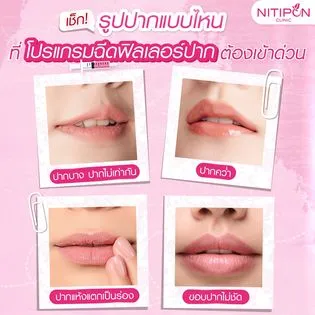 เช็ก! รูปปากแบบไหน
NITIPON
CLINIC
ที่ โปรแกรมฉีดฟิลเลอร์ปาก ต้องเข้าด่วน
ปากบาง ปากไม่เท่ากัน
ปากคว่ำ
ปากแห้งแตกเป็นร่อง
ขอบปากไม่ชัด